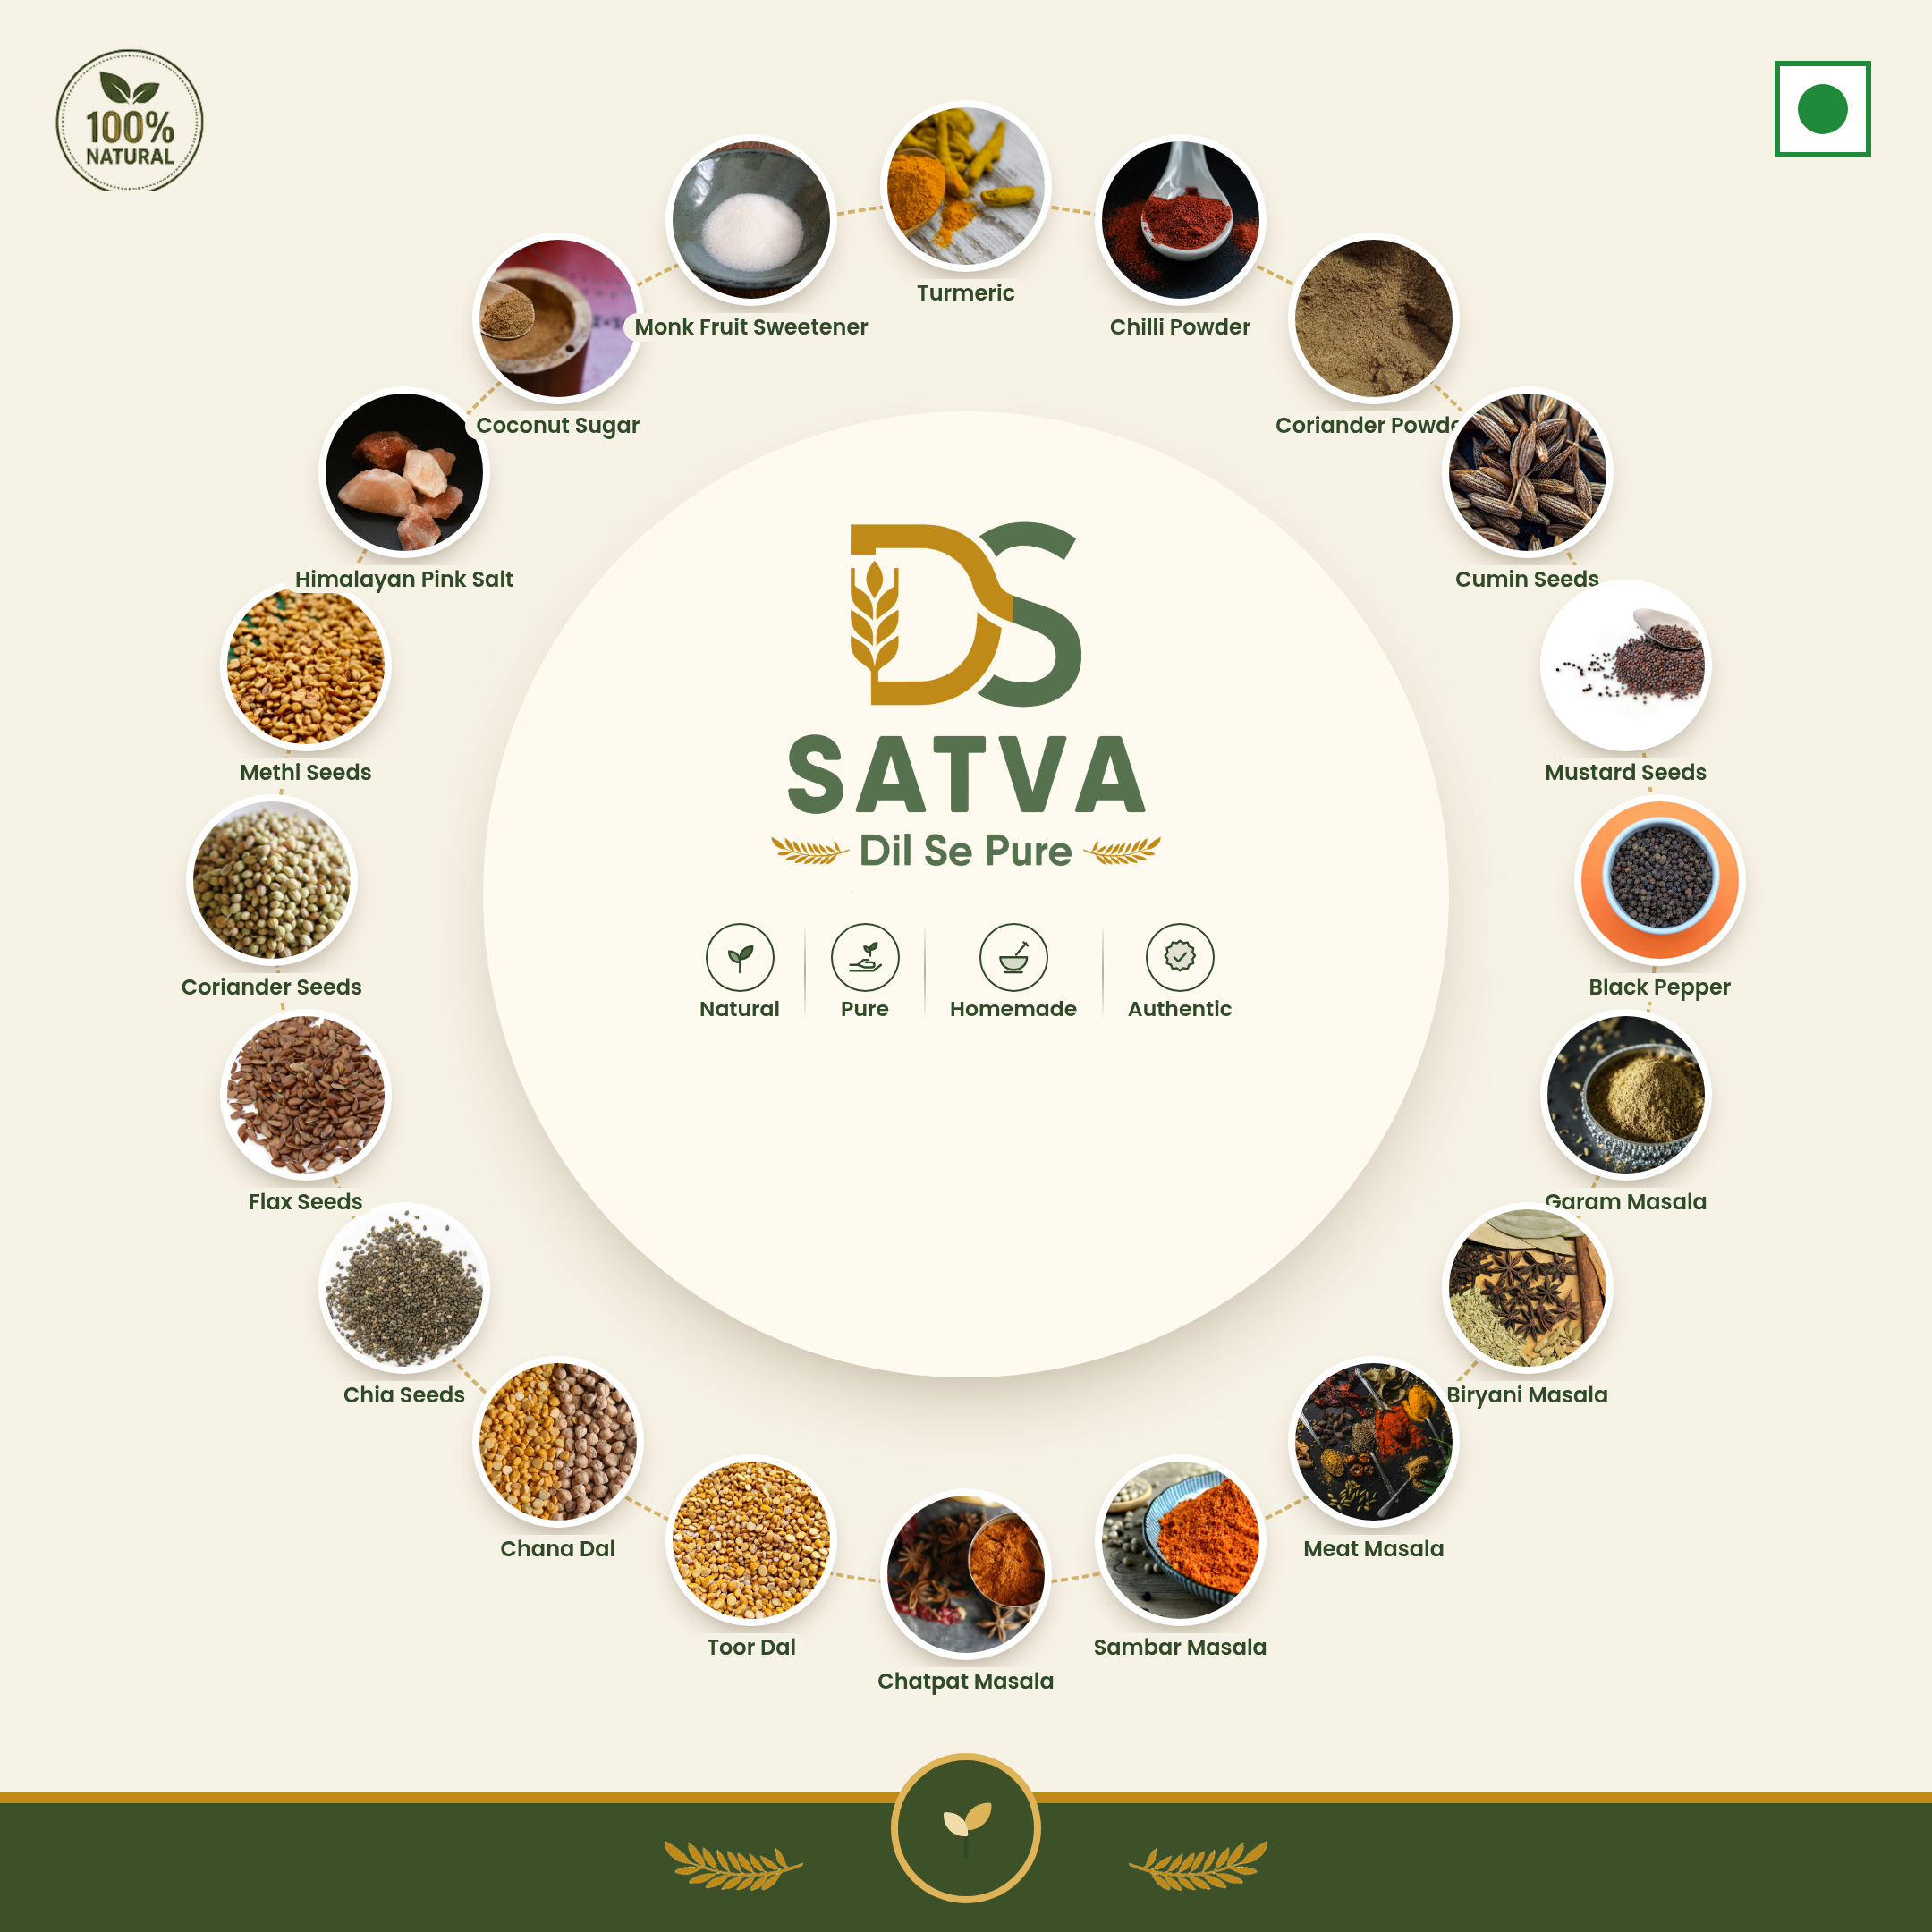 100%
NATURAL
Turmeric
Monk Fruit Sweetener
Chilli Powder
Coconut Sugar
Coriander Powde
Himalayan Pink Salt
Cumin Seeds
DS
SATVA
Dil Se Pure
Methi Seeds
Mustard Seeds
Coriander Seeds
Black Pepper
Natural
Pure
Homemade
Authentic
Flax Seeds
Garam Masala
Chia Seeds
Biryani Masala
Chana Dal
Meat Masala
Toor Dal
Sambar Masala
Chatpat Masala